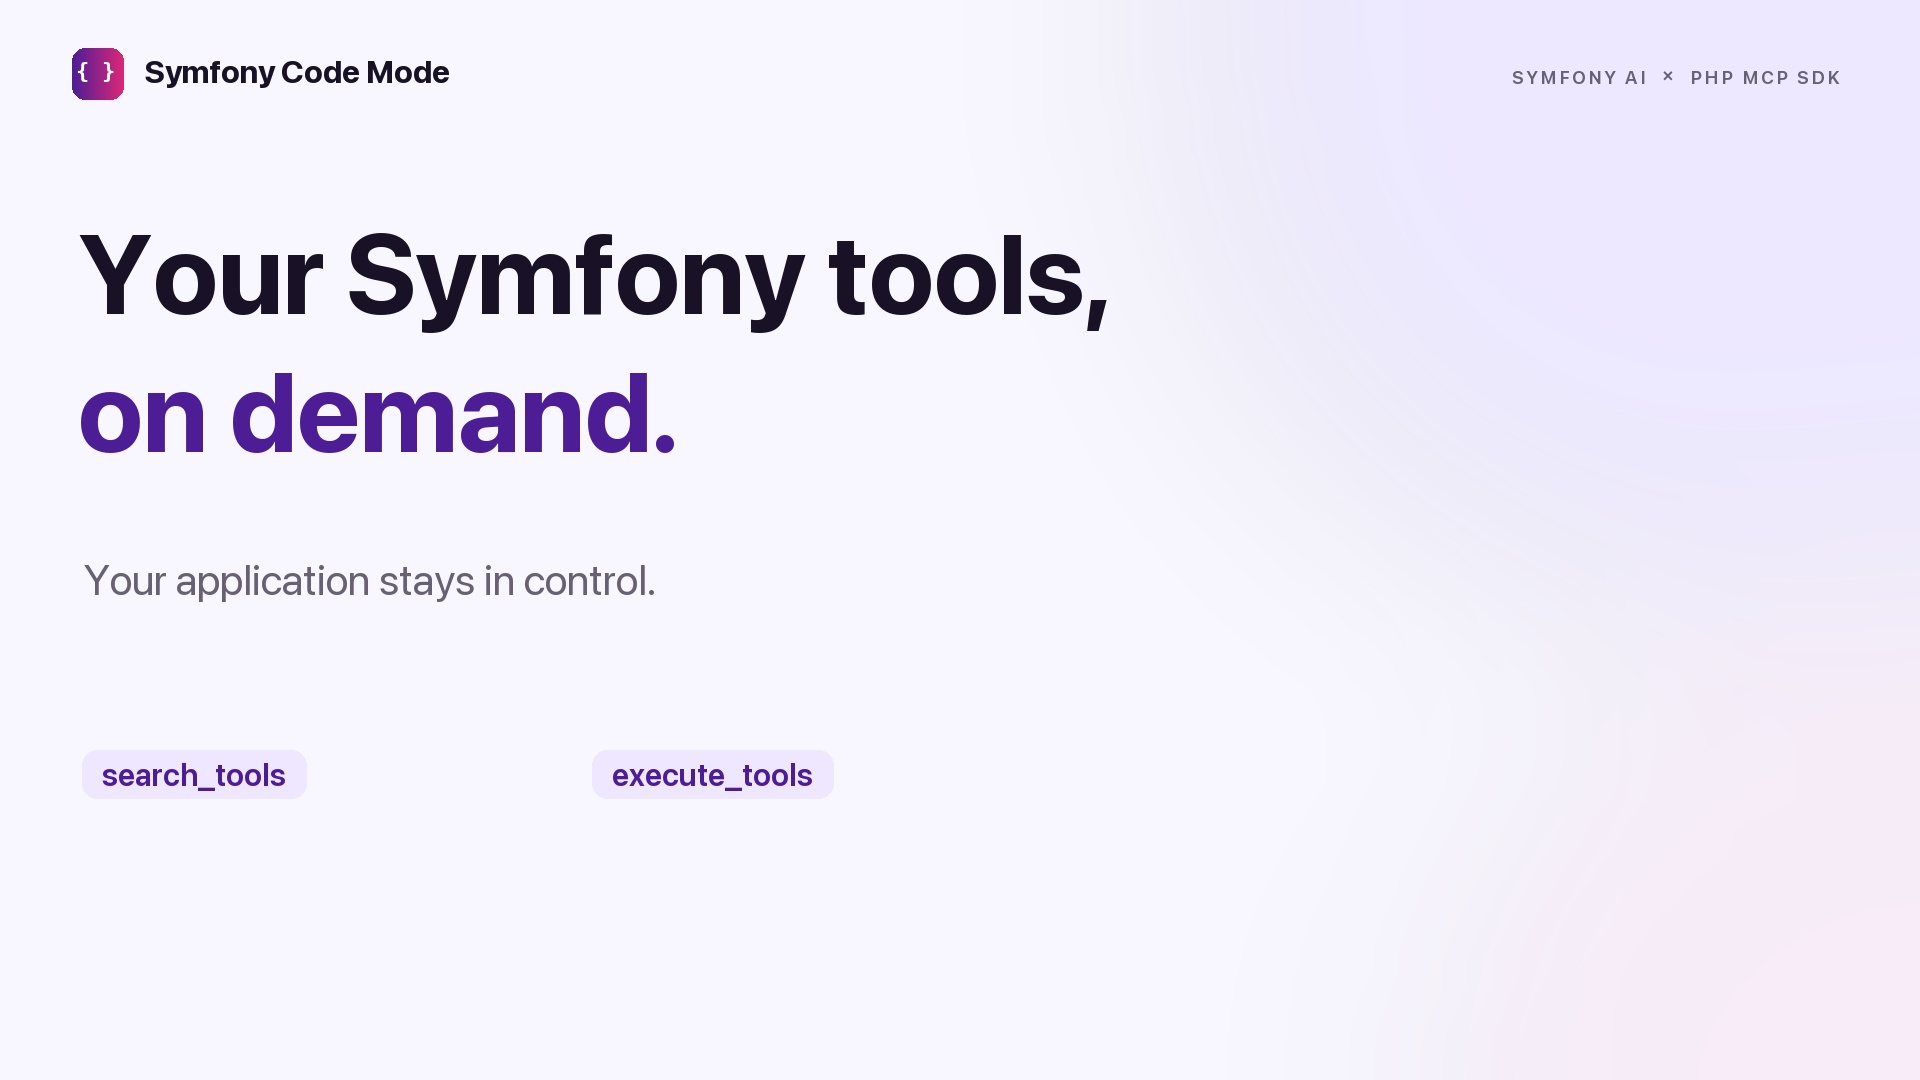 { } Symfony Code Mode
SYMFONY AI × PHP MCP SDK
Your Symfony tools,
on demand.
Your application stays in control.
search_tools
execute_tools